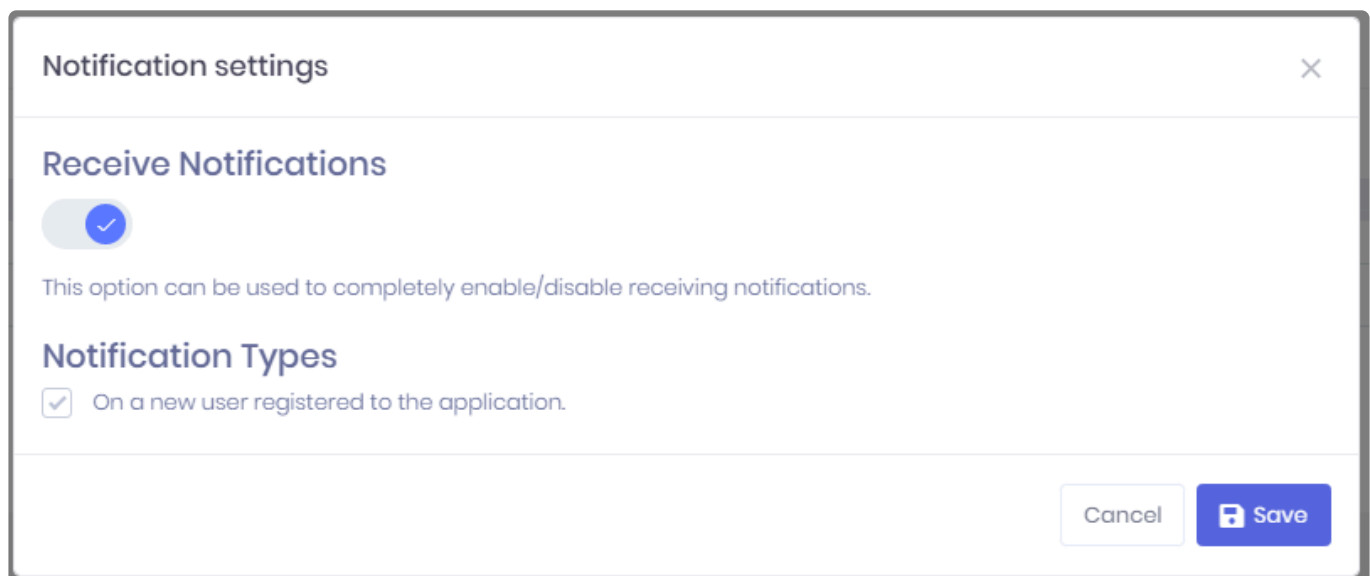 Notification settings
Receive Notifications
This option can be used to completely enable/disable receiving notifications.
Notification Types
On a new user registered to the application.
Cancel
Save